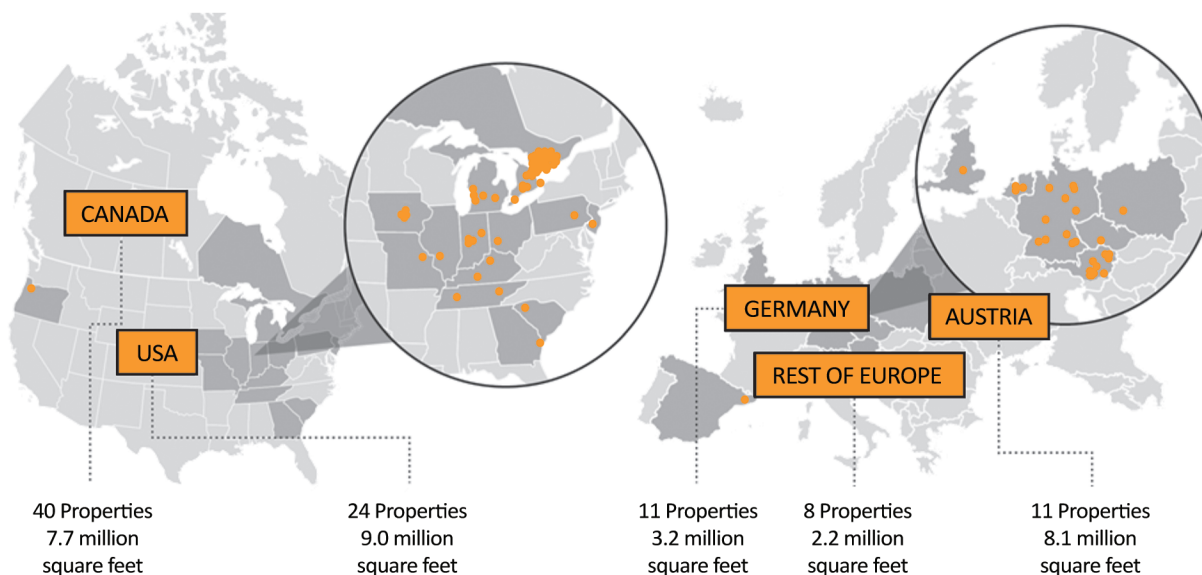 CANADA
USA
GERMANY
AUSTRIA
REST OF EUROPE
40 Properties
7.7 million
square feet
24 Properties
9.0 million
square feet
11 Properties
3.2 million
square feet
8 Properties
2.2 million
square feet
11 Properties
8.1 million
square feet